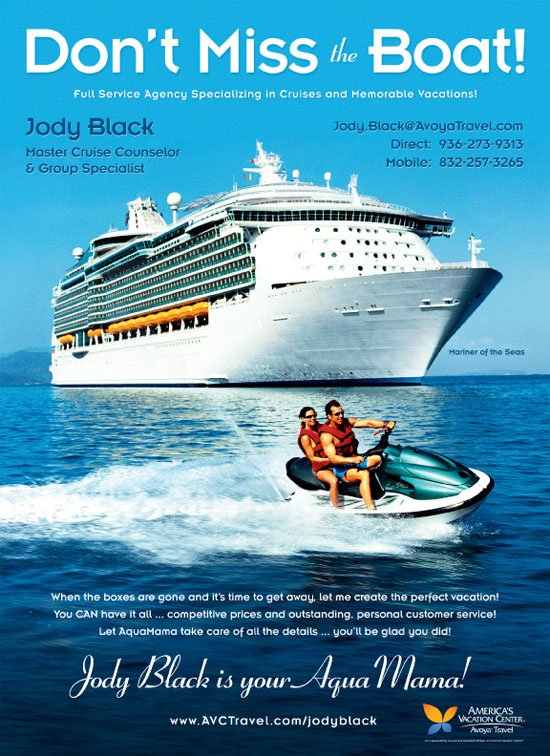 Don't Miss the Boat!
Full Service Agency Specializing in Cruises and Memorable Vacations!
Jody Black
Master Cruise Counselor
& Group Specialist
Jody.Black@AvoyaTravel.com
Direct: 936-273-9313
Mobile: 832-257-3265
Mariner of the Seas
When the boxes are gone and it's time to get away, let me create the perfect vacation!
You CAN have it all ... competitive prices and outstanding, personal customer service!
Let AquaMama take care of all the details ... you'll be glad you did!
Jody Black is your Aqua Mama!
www.AVCTravel.com/jodyblack
America's
Vacation Center
Avoya Travel